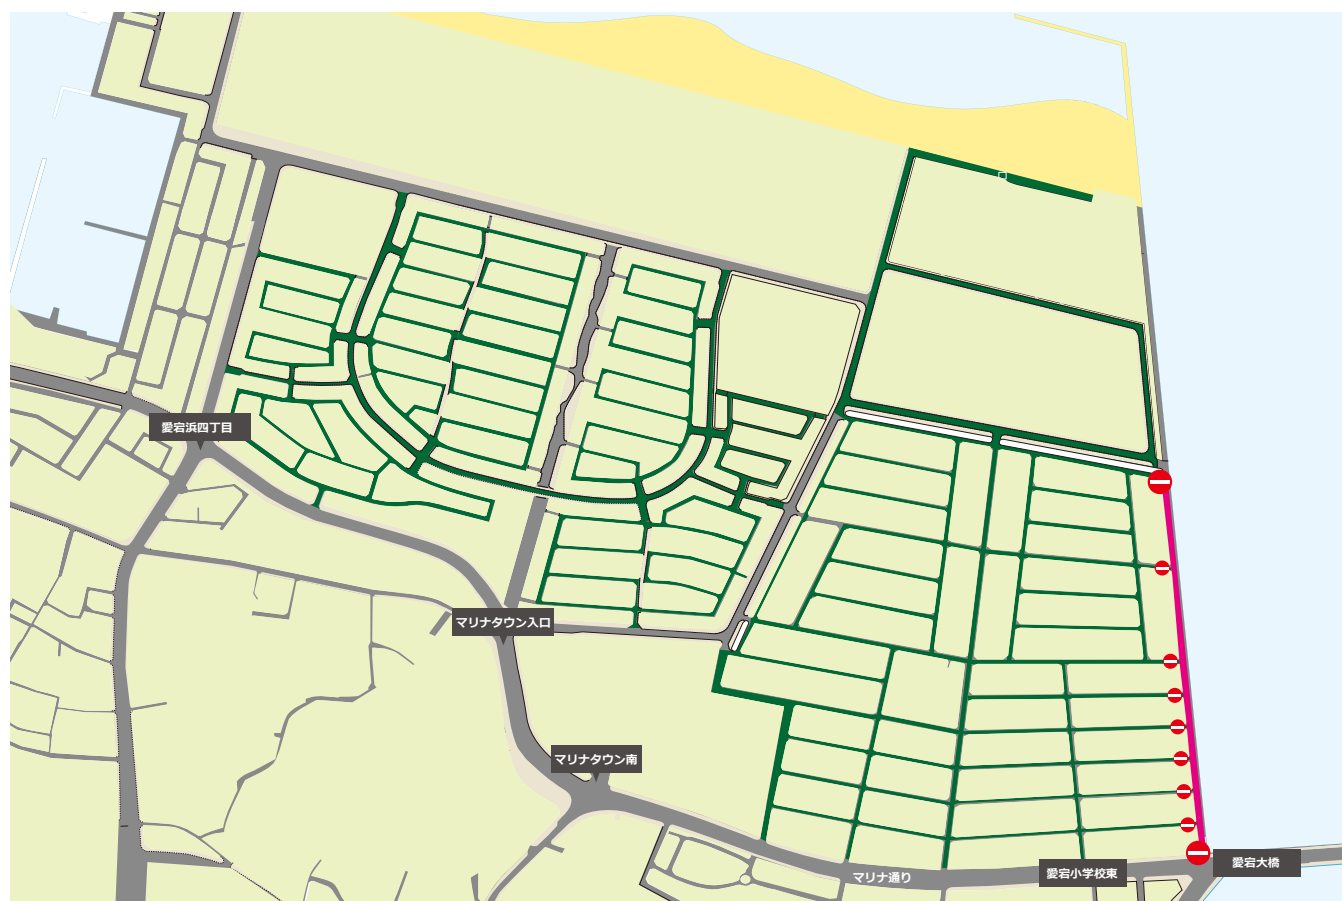 愛宕浜四丁目
マリナタウン入口
マリナタウン南
マリナ通り
愛宕小学校東
愛宕大橋